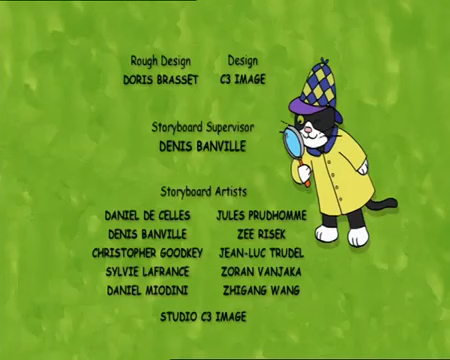 Rough Design Design
DORIS BRASSET C3 IMAGE
Storyboard Supervisor
DENIS BANVILLE
Storyboard Artists
DANIEL DE CELLES JULES PRUDHOMME
DENIS BANVILLE ZEE RISEK
CHRISTOPHER GOODKEY JEAN-LUC TRUDEL
SYLVIE LAFRANCE ZORAN VANJAKA
DANIEL MIODINI ZHIGANG WANG
STUDIO C3 IMAGE